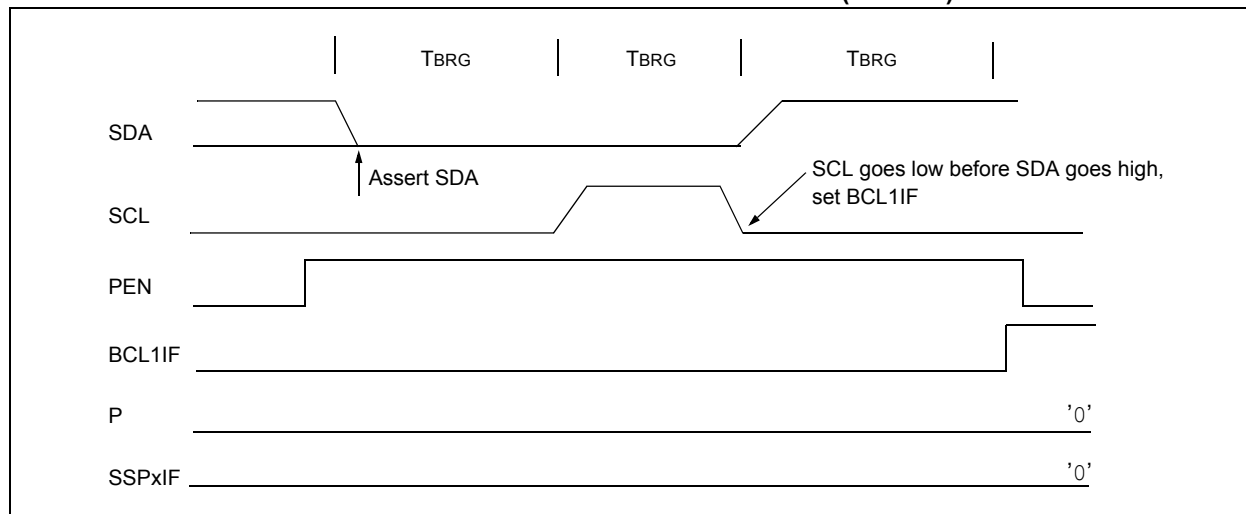 TBRG TBRG TBRG
SDA
Assert SDA
SCL goes low before SDA goes high,
set BCL1IF
SCL
PEN
BCL1IF
P '0'
SSPxIF '0'